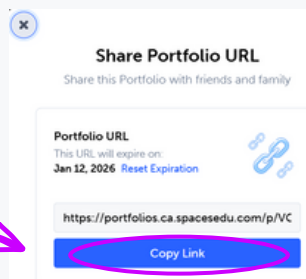 Share Portfolio URL
Share this Portfolio with friends and family
Portfolio URL
This URL will expire on:
Jan 12, 2026 Reset Expiration
https://portfolios.ca.spacesedu.com/p/VC
Copy Link